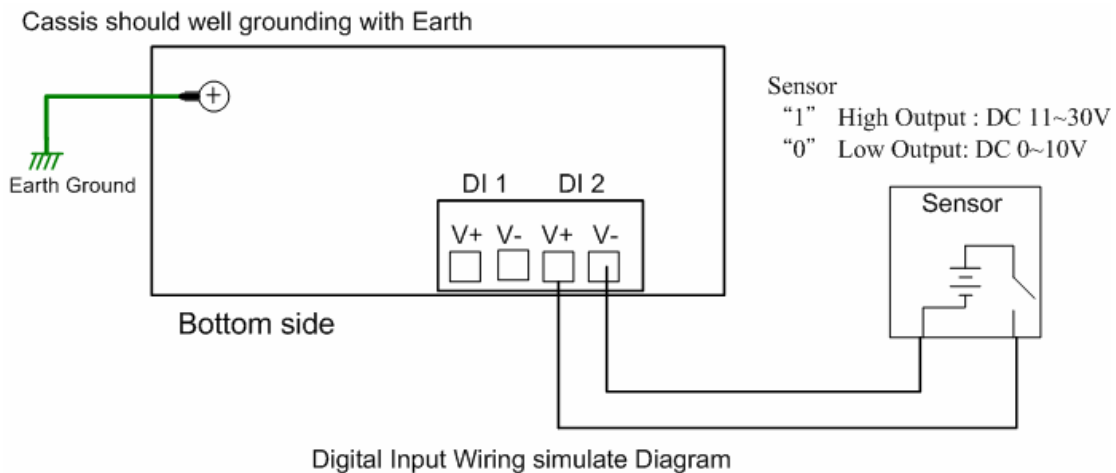 Cassis should well grounding with Earth
Sensor
“1” High Output : DC 11~30V
“0” Low Output: DC 0~10V
Earth Ground
DI 1 DI 2
Sensor
V+ V- V+ V-
Bottom side
Digital Input Wiring simulate Diagram